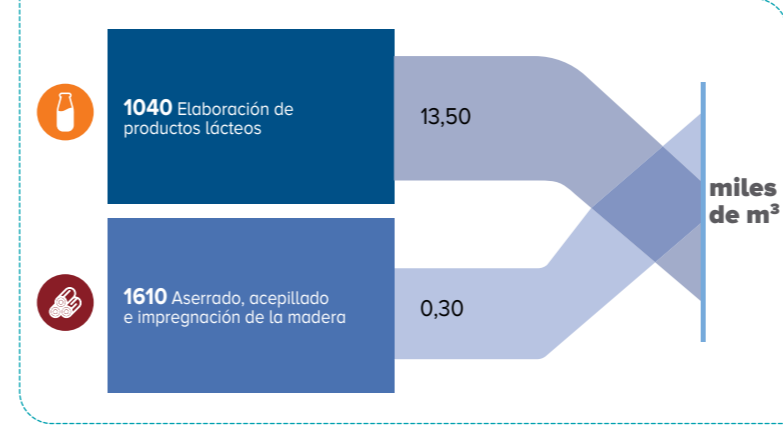 1040 Elaboración de
productos lácteos
13,50
miles
de m³
1610 Aserrado, acepillado
e impregnación de la madera
0,30